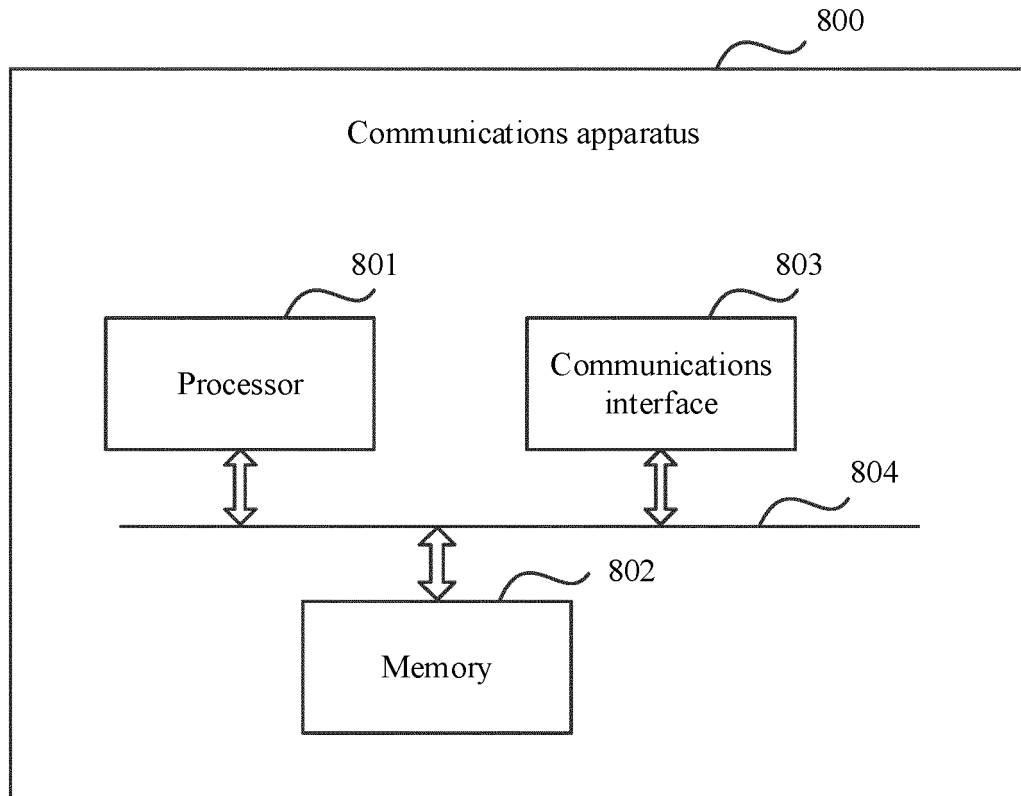 800
Communications apparatus
801
803
Processor
Communications
interface
804
802
Memory